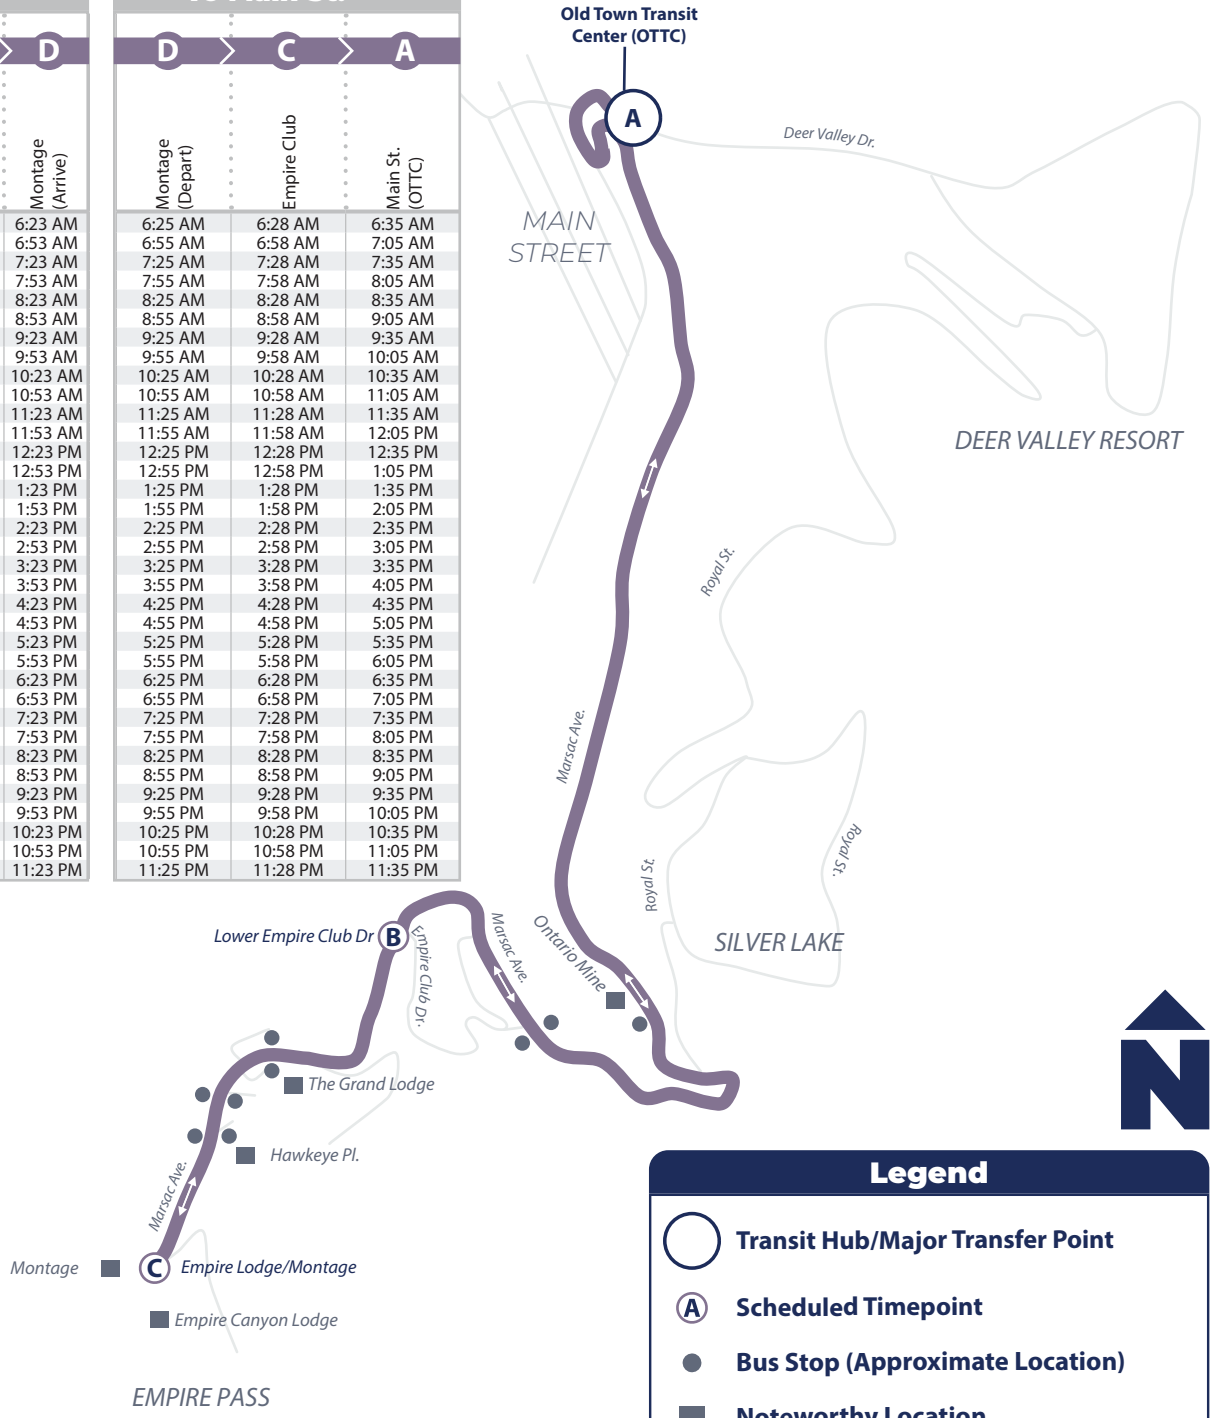 D
Montage
(Arrive)
6:23 AM
6:53 AM
7:23 AM
7:53 AM
8:23 AM
8:53 AM
9:23 AM
9:53 AM
10:23 AM
10:53 AM
11:23 AM
11:53 AM
12:23 PM
12:53 PM
1:23 PM
1:53 PM
2:23 PM
2:53 PM
3:23 PM
3:53 PM
4:23 PM
4:53 PM
5:23 PM
5:53 PM
6:23 PM
6:53 PM
7:23 PM
7:53 PM
8:23 PM
8:53 PM
9:23 PM
9:53 PM
10:23 PM
10:53 PM
11:23 PM
D C A
Montage
(Depart)
Empire Club
Main St.
(OTTC)
6:25 AM 6:28 AM 6:35 AM
6:55 AM 6:58 AM 7:05 AM
7:25 AM 7:28 AM 7:35 AM
7:55 AM 7:58 AM 8:05 AM
8:25 AM 8:28 AM 8:35 AM
8:55 AM 8:58 AM 9:05 AM
9:25 AM 9:28 AM 9:35 AM
9:55 AM 9:58 AM 10:05 AM
10:25 AM 10:28 AM 10:35 AM
10:55 AM 10:58 AM 11:05 AM
11:25 AM 11:28 AM 11:35 AM
11:55 AM 11:58 AM 12:05 PM
12:25 PM 12:28 PM 12:35 PM
12:55 PM 12:58 PM 1:05 PM
1:25 PM 1:28 PM 1:35 PM
1:55 PM 1:58 PM 2:05 PM
2:25 PM 2:28 PM 2:35 PM
2:55 PM 2:58 PM 3:05 PM
3:25 PM 3:28 PM 3:35 PM
3:55 PM 3:58 PM 4:05 PM
4:25 PM 4:28 PM 4:35 PM
4:55 PM 4:58 PM 5:05 PM
5:25 PM 5:28 PM 5:35 PM
5:55 PM 5:58 PM 6:05 PM
6:25 PM 6:28 PM 6:35 PM
6:55 PM 6:58 PM 7:05 PM
7:25 PM 7:28 PM 7:35 PM
7:55 PM 7:58 PM 8:05 PM
8:25 PM 8:28 PM 8:35 PM
8:55 PM 8:58 PM 9:05 PM
9:25 PM 9:28 PM 9:35 PM
9:55 PM 9:58 PM 10:05 PM
10:25 PM 10:28 PM 10:35 PM
10:55 PM 10:58 PM 11:05 PM
11:25 PM 11:28 PM 11:35 PM
Old Town Transit
Center (OTTC)
A
Deer Valley Dr.
MAIN
STREET
DEER VALLEY RESORT
Royal St.
Marsac Ave.
Royal St.
Royal St.
SILVER LAKE
Ontario Mine
Marsac Ave.
Empire Club Dr.
Lower Empire Club Dr
B
The Grand Lodge
Hawkeye Pl.
Marsac Ave.
Montage
C
Empire Lodge/Montage
Empire Canyon Lodge
EMPIRE PASS
N
Legend
Transit Hub/Major Transfer Point
A Scheduled Timepoint
Bus Stop (Approximate Location)
Noteworthy Location